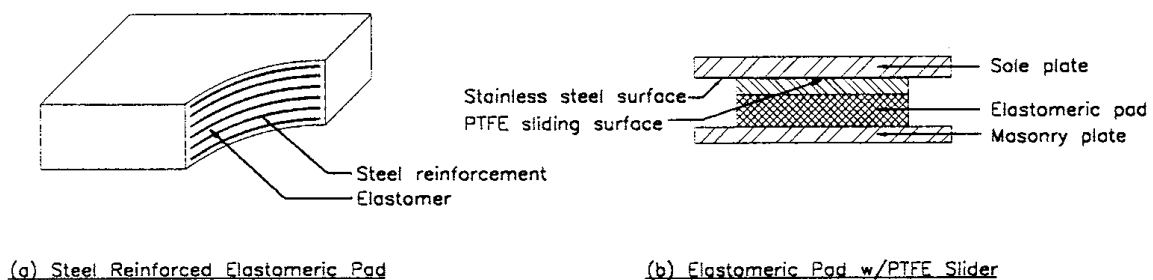 Steel reinforcement
Elastomer
(a) Steel Reinforced Elastomeric Pad
Sole plate
Stainless steel surface
Elastomeric pad
PTFE sliding surface
Masonry plate
(b) Elastomeric Pad w/PTFE Slider